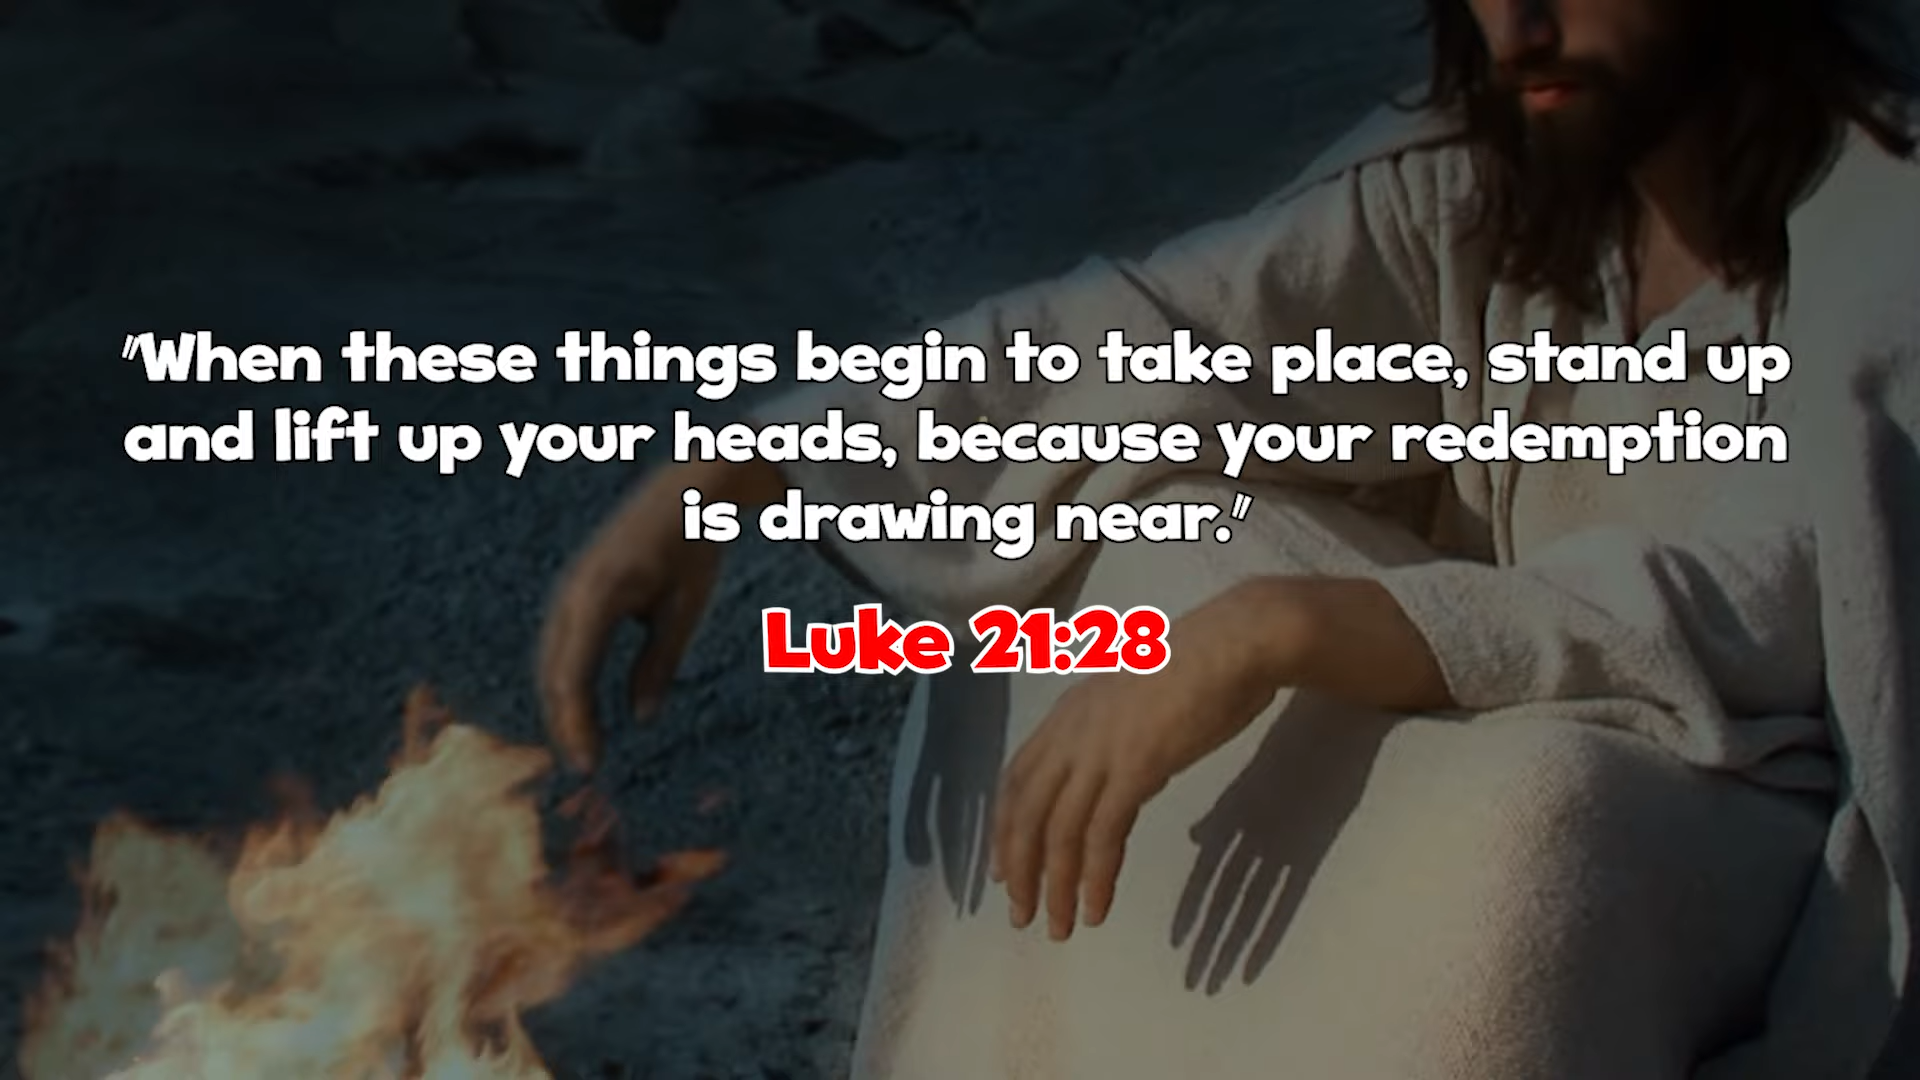 "When these things begin to take place, stand up
and lift up your heads, because your redemption
is drawing near."
Luke 21:28